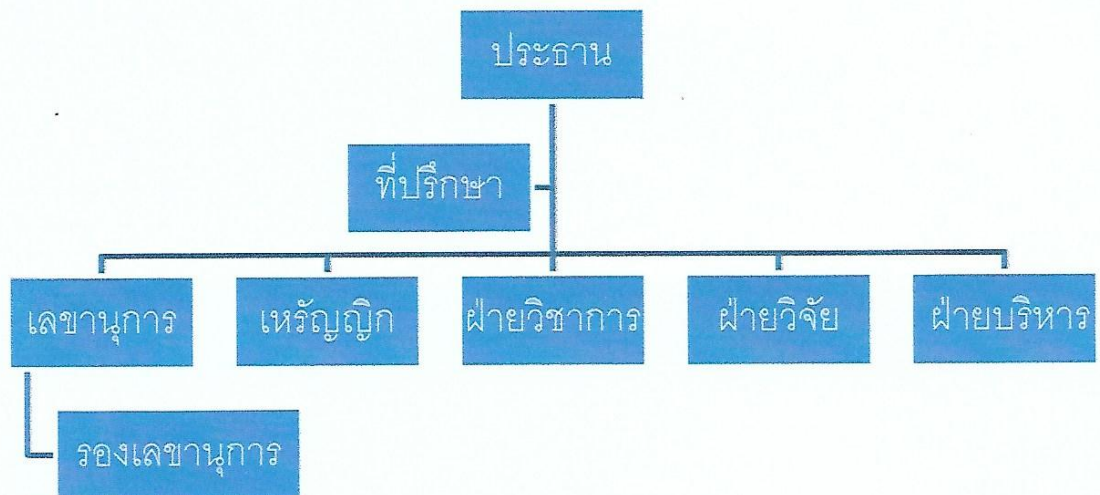 ประธาน
ที่ปรึกษา
เลขานุการ
เหรัญญิก
ฝ่ายวิชาการ
ฝ่ายวิจัย
ฝ่ายบริหาร
รองเลขานุการ